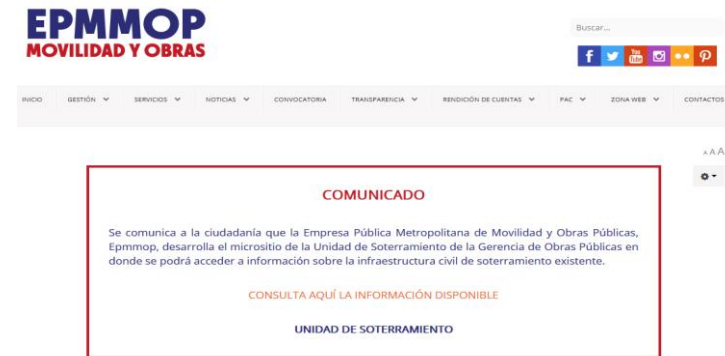 EPMMOP
MOVILIDAD Y OBRAS
Buscar...
You
Tube
INICIO GESTIÓN SERVICIOS NOTICIAS CONVOCATORIA TRANSPARENCIA RENDICIÓN DE CUENTAS PAC ZONA WEB CONTACTOS
A A A
COMUNICADO
Se comunica a la ciudadanía que la Empresa Pública Metropolitana de Movilidad y Obras Públicas,
Epmmop, desarrolla el micrositio de la Unidad de Soterramiento de la Gerencia de Obras Públicas en
donde se podrá acceder a información sobre la infraestructura civil de soterramiento existente.
CONSULTA AQUÍ LA INFORMACIÓN DISPONIBLE
UNIDAD DE SOTERRAMIENTO